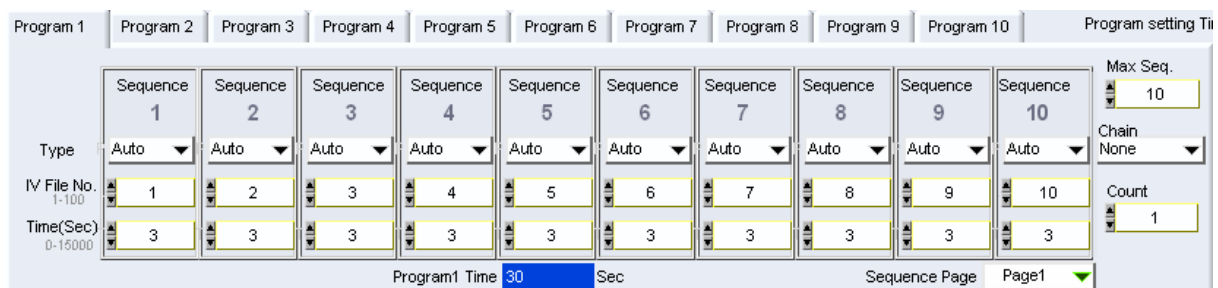 Program 1 Program 2 Program 3 Program 4 Program 5 Program 6 Program 7 Program 8 Program 9 Program 10 Program setting Ti
Sequence Sequence Sequence Sequence Sequence Sequence Sequence Sequence Sequence Sequence Max Seq.
1 2 3 4 5 6 7 8 9 10 10
Chain
Type Auto Auto Auto Auto Auto Auto Auto Auto Auto Auto None
IV File No. 1 2 3 4 5 6 7 8 9 10 Count
1-100
Time(Sec) 3 3 3 3 3 3 3 3 3 3 1
0-15000
Program1 Time 30 Sec Sequence Page Page1